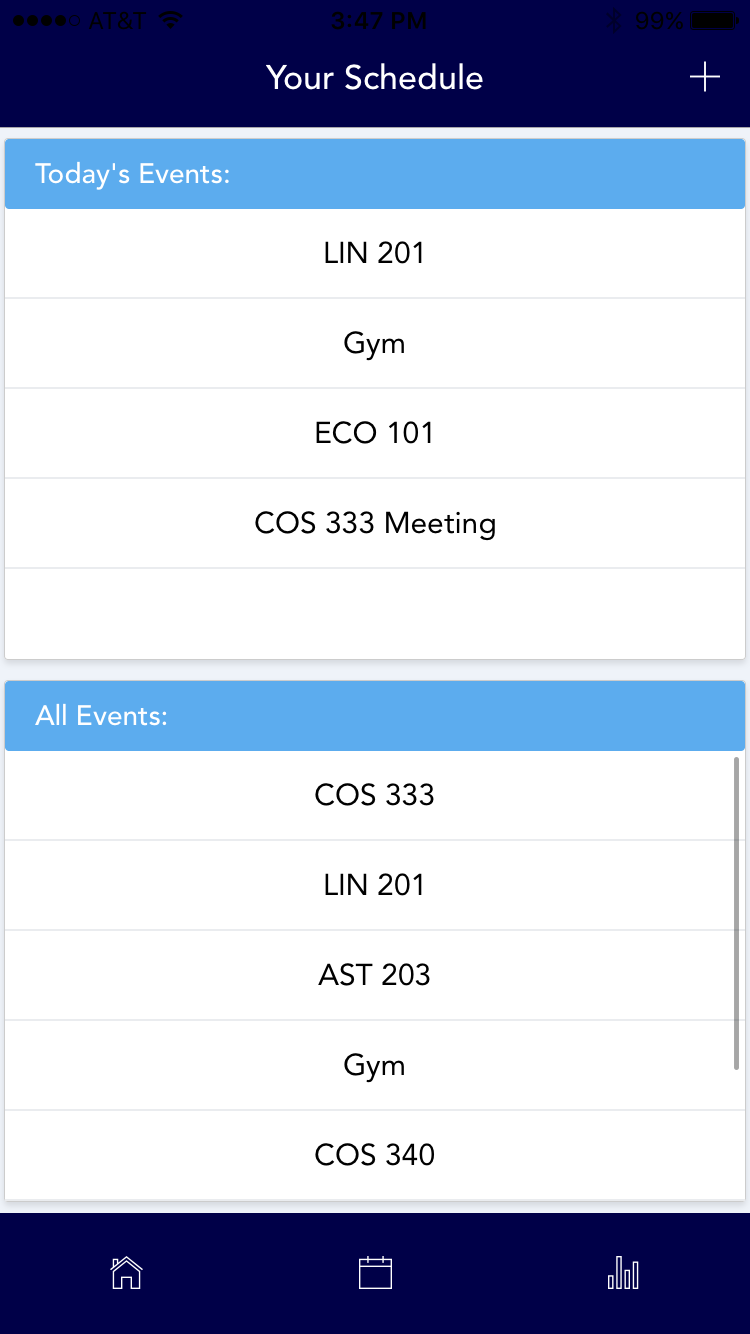 AT&T 3:47 PM 99%
Your Schedule
Today's Events:
LIN 201
Gym
ECO 101
COS 333 Meeting
All Events:
COS 333
LIN 201
AST 203
Gym
COS 340